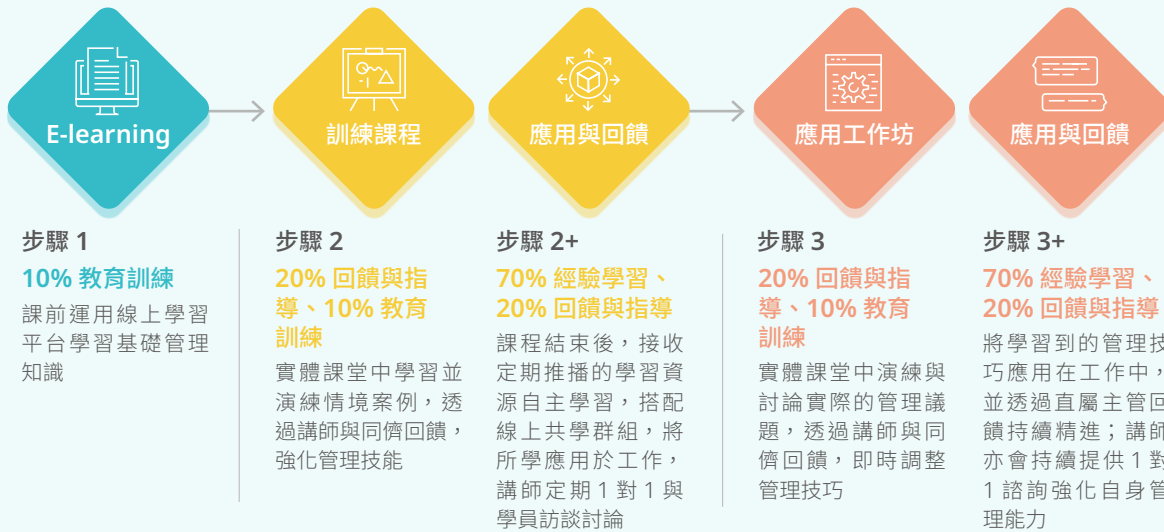 E-learning
訓練課程
應用與回饋
應用工作坊
應用與回饋
步驟 1
10% 教育訓練
課前運用線上學習
平台學習基礎管理
知識
步驟 2
20% 回饋與指
導、10% 教育
訓練
實體課堂中學習並
演練情境案例，透
過講師與同儕回饋，
強化管理技能
步驟 2+
70% 經驗學習、
20% 回饋與指導
課程結束後，接收
定期推播的學習資
源自主學習，搭配
線上共學群組，將
所學應用於工作，
講師定期 1 對 1 與
學員訪談討論
步驟 3
20% 回饋與指
導、10% 教育
訓練
實體課堂中演練與
討論實際的管理議
題，透過講師與同
儕回饋，即時調整
管理技巧
步驟 3+
70% 經驗學習、
20% 回饋與指導
將學習到的管理技
巧應用在工作中，
並透過直屬主管回
饋持續精進；講師
亦會持續提供 1 對
1 諮詢強化自身管
理能力